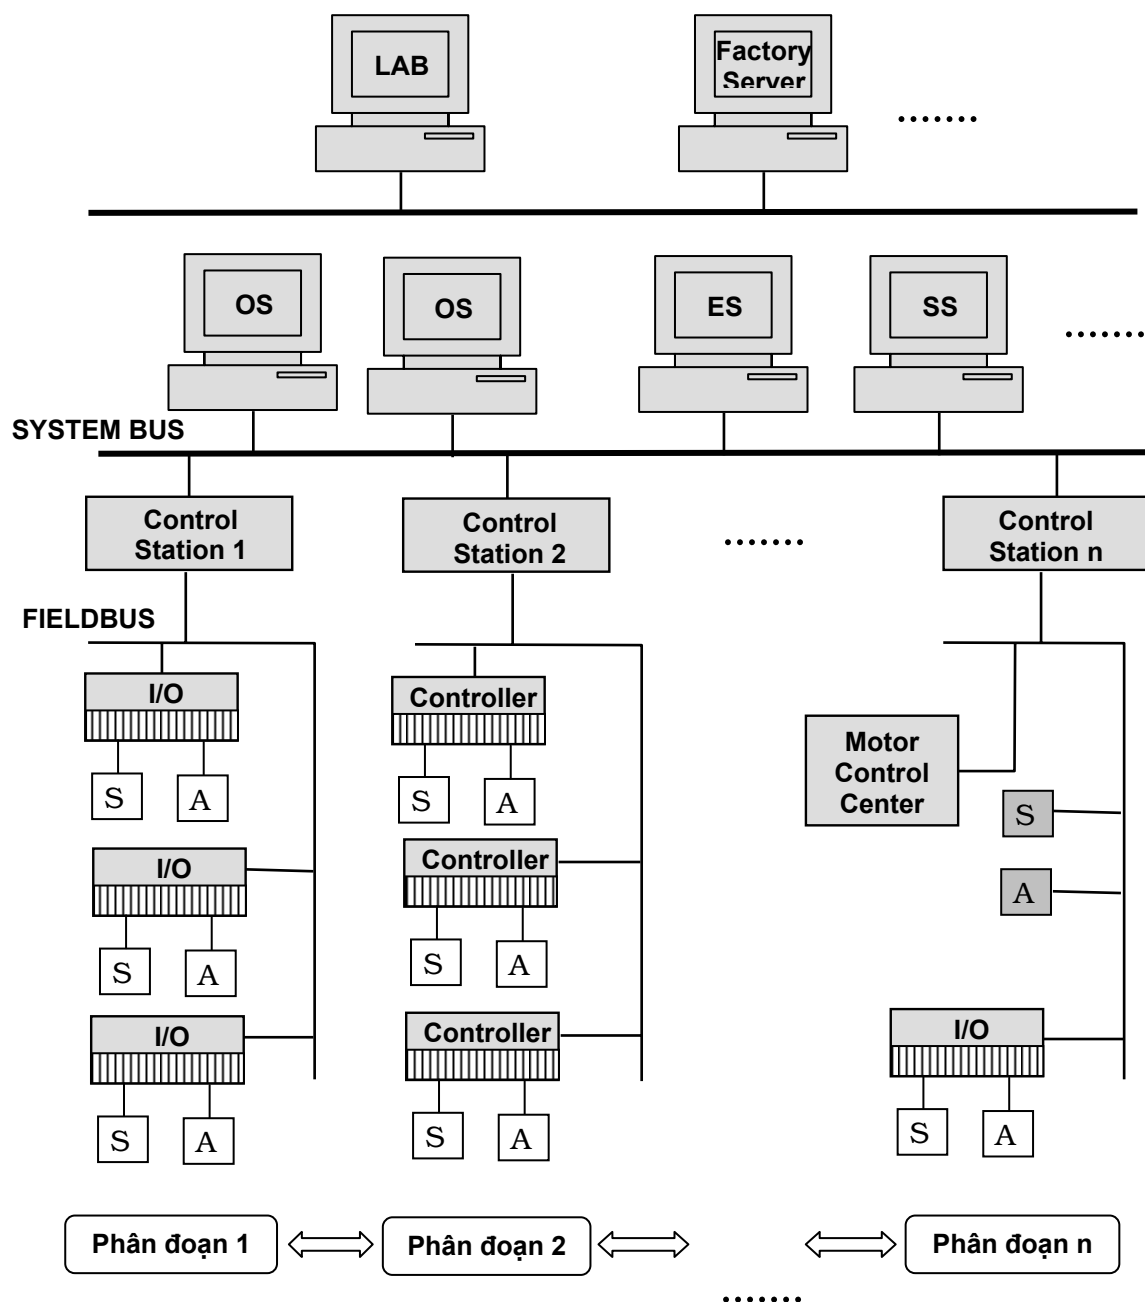 LAB
Factory
Server
.......
OS
OS
ES
SS
.......
SYSTEM BUS
Control
Station 1
Control
Station 2
.......
Control
Station n
FIELDBUS
I/O
Controller
Motor
Control
Center
S
A
S
A
S
I/O
Controller
A
S
A
S
A
I/O
Controller
I/O
S
A
S
A
S
A
Phân đoạn 1
Phân đoạn 2
Phân đoạn n
.......